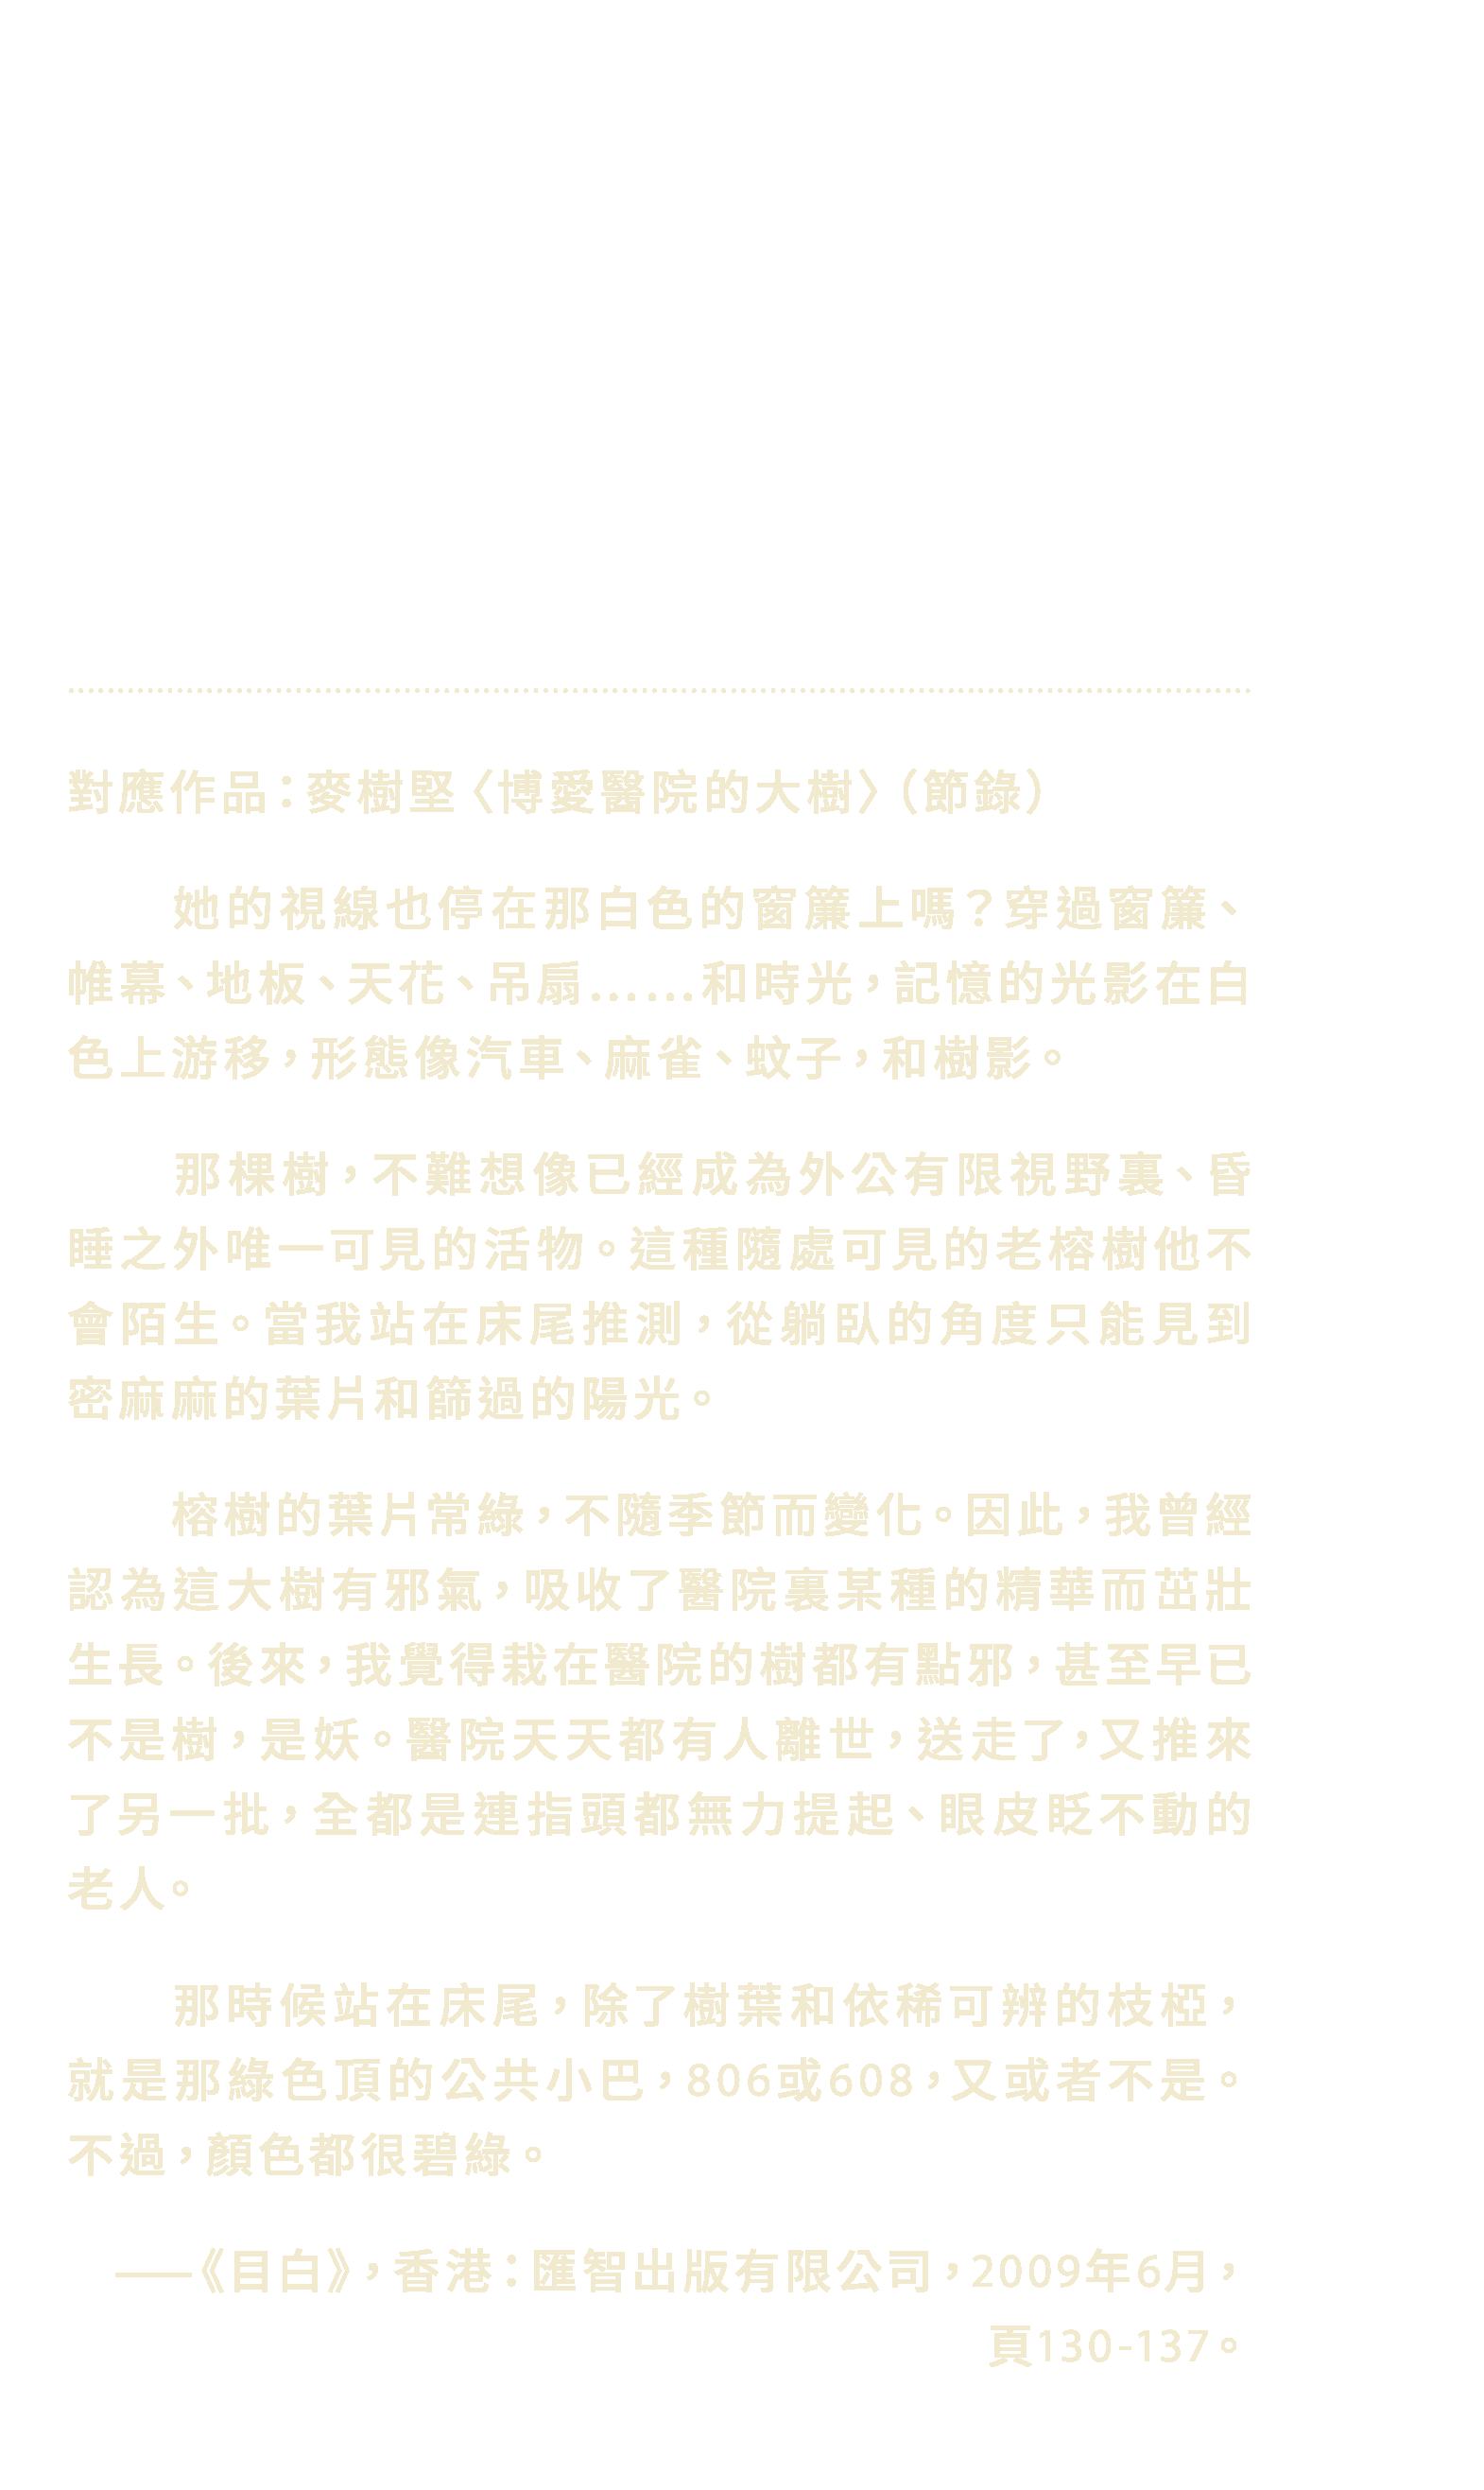 對應作品：麥樹堅〈博愛醫院的大樹〉（節錄）
她的視線也停在那白色的窗簾上嗎？穿過窗簾、
帷幕、地板、天花、吊扇……和時光，記憶的光影在白
色上游移，形態像汽車、麻雀、蚊子，和樹影。
那棵樹，不難想像已經成為外公有限視野裏、昏
睡之外唯一可見的活物。這種隨處可見的老榕樹他不
會陌生。當我站在床尾推測，從躺臥的角度只能見到
密麻麻的葉片和篩過的陽光。
榕樹的葉片常綠，不隨季節而變化。因此，我曾經
認為這大樹有邪氣，吸收了醫院裏某種的精華而茁壯
生長。後來，我覺得栽在醫院的樹都有點邪，甚至早已
不是樹，是妖。醫院天天都有人離世，送走了，又推來
了另一批，全都是連指頭都無力提起、眼皮眨不動的
老人。
那時候站在床尾，除了樹葉和依稀可辨的枝椏，
就是那綠色頂的公共小巴，806或608，又或者不是。
不過，顏色都很碧綠。
——《目白》，香港：匯智出版有限公司，2009年6月，
頁130-137。